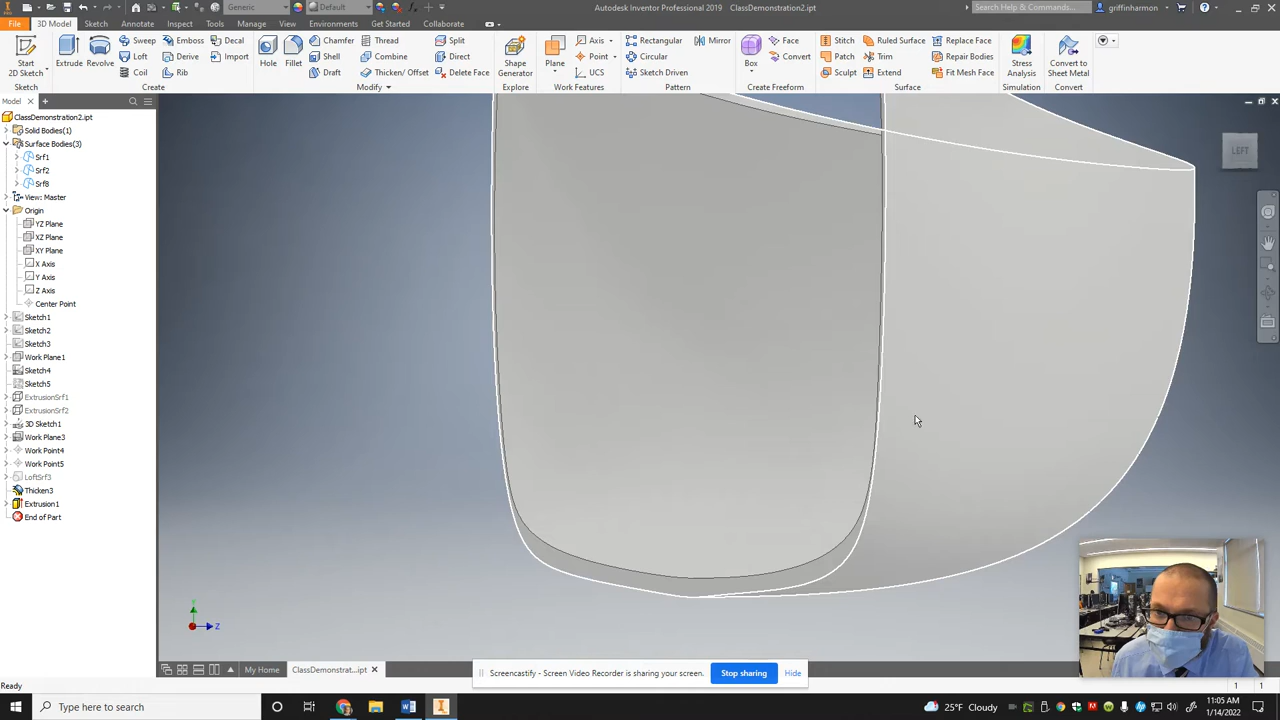 Generic
Default
Autodesk Inventor Professional 2019 ClassDemonstration2.ipt
Search Help & Commands...
griffinharmon
File 3D Model Sketch Annotate Inspect Tools Manage View Environments Get Started Collaborate
Start
2D Sketch
Sketch
Extrude Revolve
Sweep Emboss Decal
Loft Derive Import
Coil Rib
Create
Hole Fillet
Chamfer Thread Split
Shell Combine Direct
Draft Thicken/ Offset Delete Face
Modify
Shape
Generator
Explore
Plane
Axis
Point
UCS
Work Features
Rectangular Mirror
Circular
Sketch Driven
Pattern
Box
Face
Convert
Create Freeform
Stitch Ruled Surface Replace Face
Patch Trim Repair Bodies
Sculpt Extend Fit Mesh Face
Surface
Stress
Analysis
Simulation
Convert to
Sheet Metal
Convert
Model
ClassDemonstration2.ipt
Solid Bodies(1)
Surface Bodies(3)
Srf1
Srf2
Srf8
View: Master
Origin
YZ Plane
XZ Plane
XY Plane
X Axis
Y Axis
Z Axis
Center Point
Sketch1
Sketch2
Sketch3
Work Plane1
Sketch4
Sketch5
ExtrusionSrf1
ExtrusionSrf2
3D Sketch1
Work Plane3
Work Point4
Work Point5
LoftSrf3
Thicken3
Extrusion1
End of Part
LEFT
Y
Z
My Home ClassDemonstrat...ipt
Screencastify - Screen Video Recorder is sharing your screen. Stop sharing Hide
Ready
1 1
Type here to search
25°F Cloudy
11:05 AM
1/14/2022